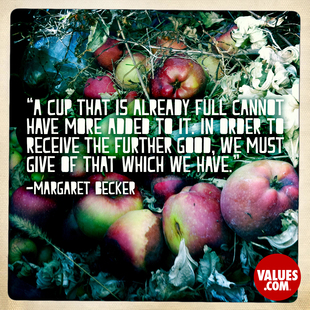 “A CUP THAT IS ALREADY FULL CANNOT
HAVE MORE ADDED TO IT. IN ORDER TO
RECEIVE THE FURTHER GOOD, WE MUST
GIVE OF THAT WHICH WE HAVE.”
–MARGARET BECKER
VALUES
.COM